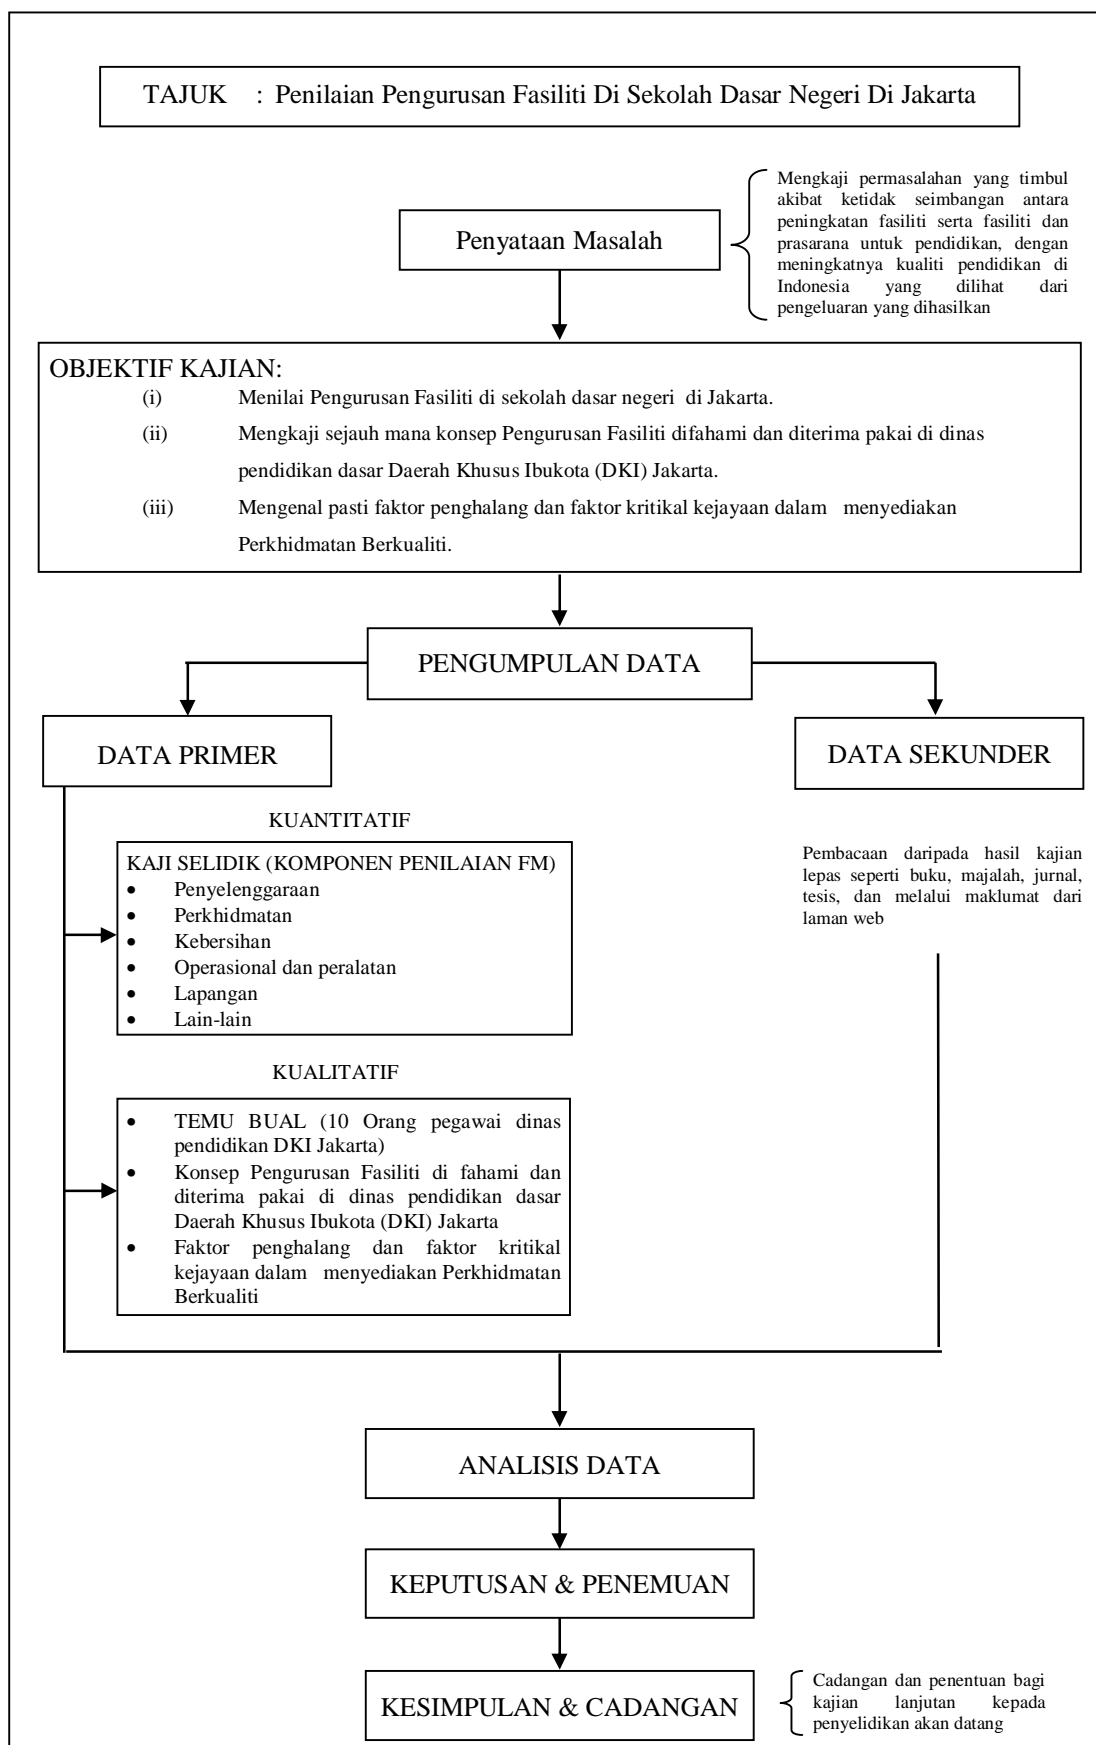 TAJUK : Penilaian Pengurusan Fasiliti Di Sekolah Dasar Negeri Di Jakarta
Penyataan Masalah
Mengkaji permasalahan yang timbul
akibat ketidak seimbangan antara
peningkatan fasiliti serta fasiliti dan
prasarana untuk pendidikan, dengan
meningkatnya kualiti pendidikan di
Indonesia yang dilihat dari
pengeluaran yang dihasilkan
OBJEKTIF KAJIAN:
(i) Menilai Pengurusan Fasiliti di sekolah dasar negeri di Jakarta.
(ii) Mengkaji sejauh mana konsep Pengurusan Fasiliti difahami dan diterima pakai di dinas
pendidikan dasar Daerah Khusus Ibukota (DKI) Jakarta.
(iii) Mengenal pasti faktor penghalang dan faktor kritikal kejayaan dalam menyediakan
Perkhidmatan Berkualiti.
PENGUMPULAN DATA
DATA PRIMER
DATA SEKUNDER
KUANTITATIF
KAJI SELIDIK (KOMPONEN PENILAIAN FM)
• Penyelenggaraan
• Perkhidmatan
• Kebersihan
• Operasional dan peralatan
• Lapangan
• Lain-lain
Pembacaan daripada hasil kajian
lepas seperti buku, majalah, jurnal,
tesis, dan melalui maklumat dari
laman web
KUALITATIF
• TEMU BUAL (10 Orang pegawai dinas
pendidikan DKI Jakarta)
• Konsep Pengurusan Fasiliti di fahami dan
diterima pakai di dinas pendidikan dasar
Daerah Khusus Ibukota (DKI) Jakarta
• Faktor penghalang dan faktor kritikal
kejayaan dalam menyediakan Perkhidmatan
Berkualiti
ANALISIS DATA
KEPUTUSAN & PENEMUAN
KESIMPULAN & CADANGAN
Cadangan dan penentuan bagi
kajian lanjutan kepada
penyelidikan akan datang